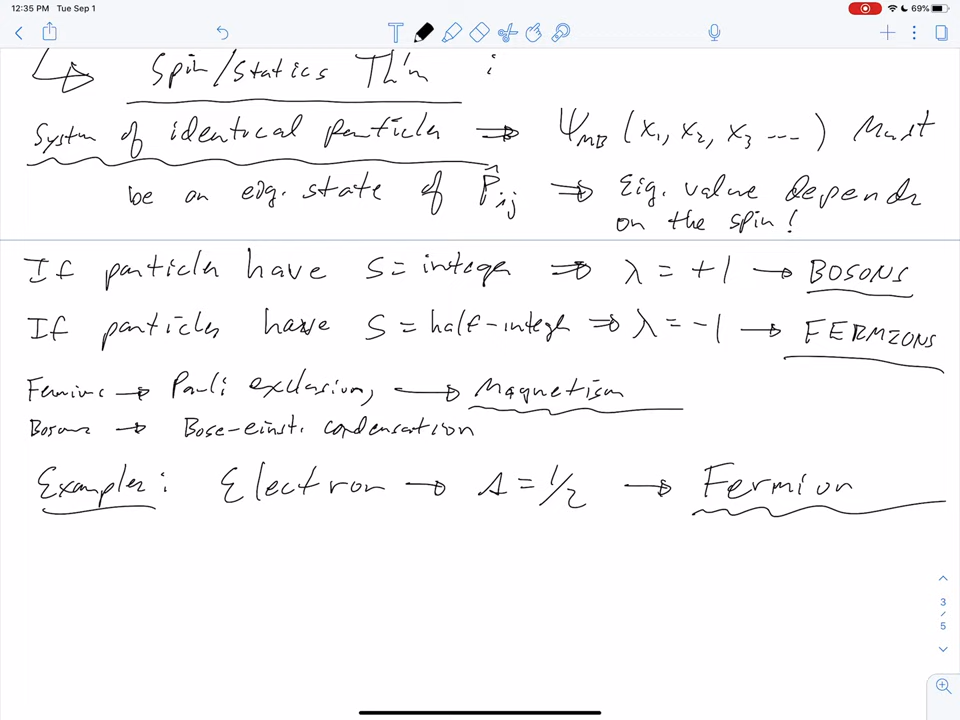 12:35 PM Tue Sep 1
69%
Spin/Statics Th'm :
System of identical particles ⇒ Ψ_MB (x₁, x₂, x₃ ---) Must
be an eig. state of P̂_ij ⇒ Eig. value depends
on the spin!
If particles have S = integer ⇒ λ = +1 → BOSONS
If particles have S = half-integer ⇒ λ = -1 → FERMIONS
Fermions → Pauli exclusion, ⟶ Magnetism
Bosons → Bose-einst. condensation
Examples: Electron → s = 1/2 → Fermion
3
/
5